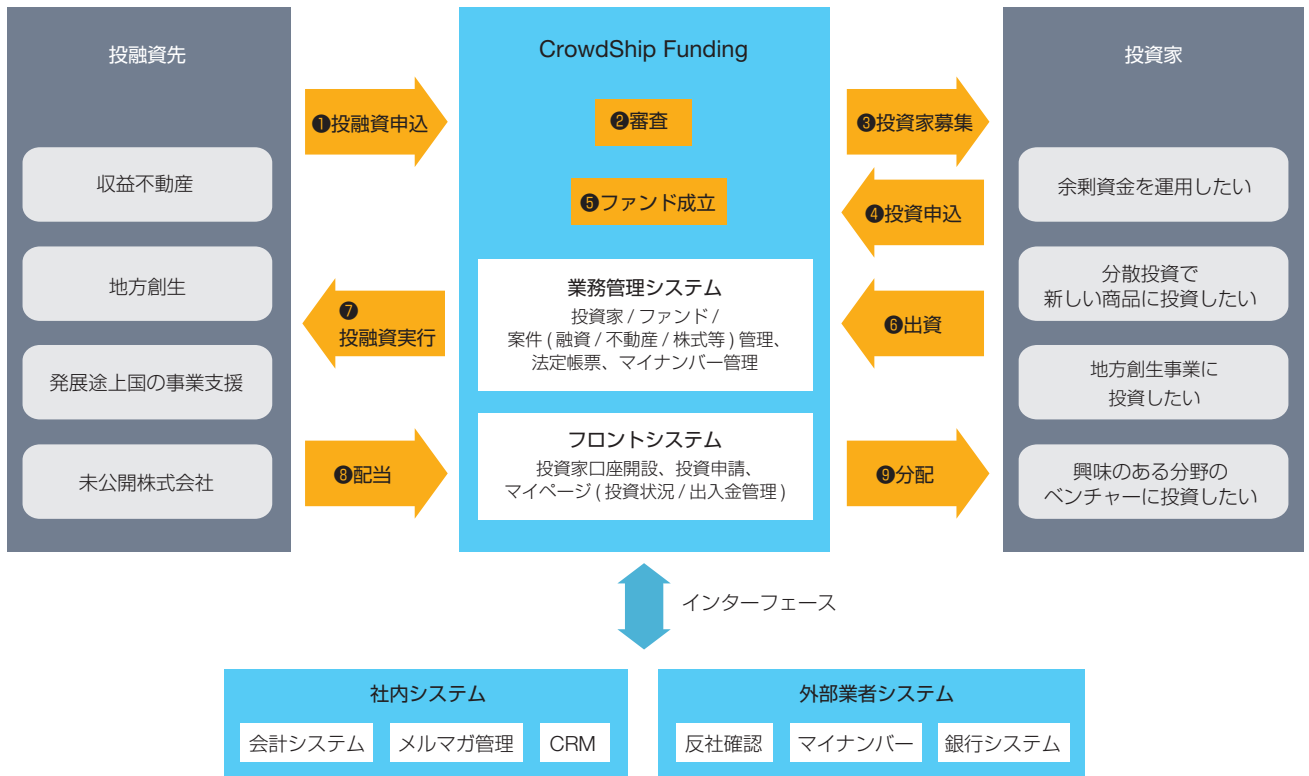 投融資先
収益不動産
地方創生
発展途上国の事業支援
未公開株式会社
❶投融資申込
❼
投融資実行
❽配当
CrowdShip Funding
❷審査
❺ファンド成立
業務管理システム
投資家 / ファンド /
案件 ( 融資 / 不動産 / 株式等 ) 管理、
法定帳票、マイナンバー管理
フロントシステム
投資家口座開設、投資申請、
マイページ ( 投資状況 / 出入金管理 )
❸投資家募集
❹投資申込
❻出資
❾分配
投資家
余剰資金を運用したい
分散投資で
新しい商品に投資したい
地方創生事業に
投資したい
興味のある分野の
ベンチャーに投資したい
インターフェース
社内システム
会計システム
メルマガ管理
CRM
外部業者システム
反社確認
マイナンバー
銀行システム